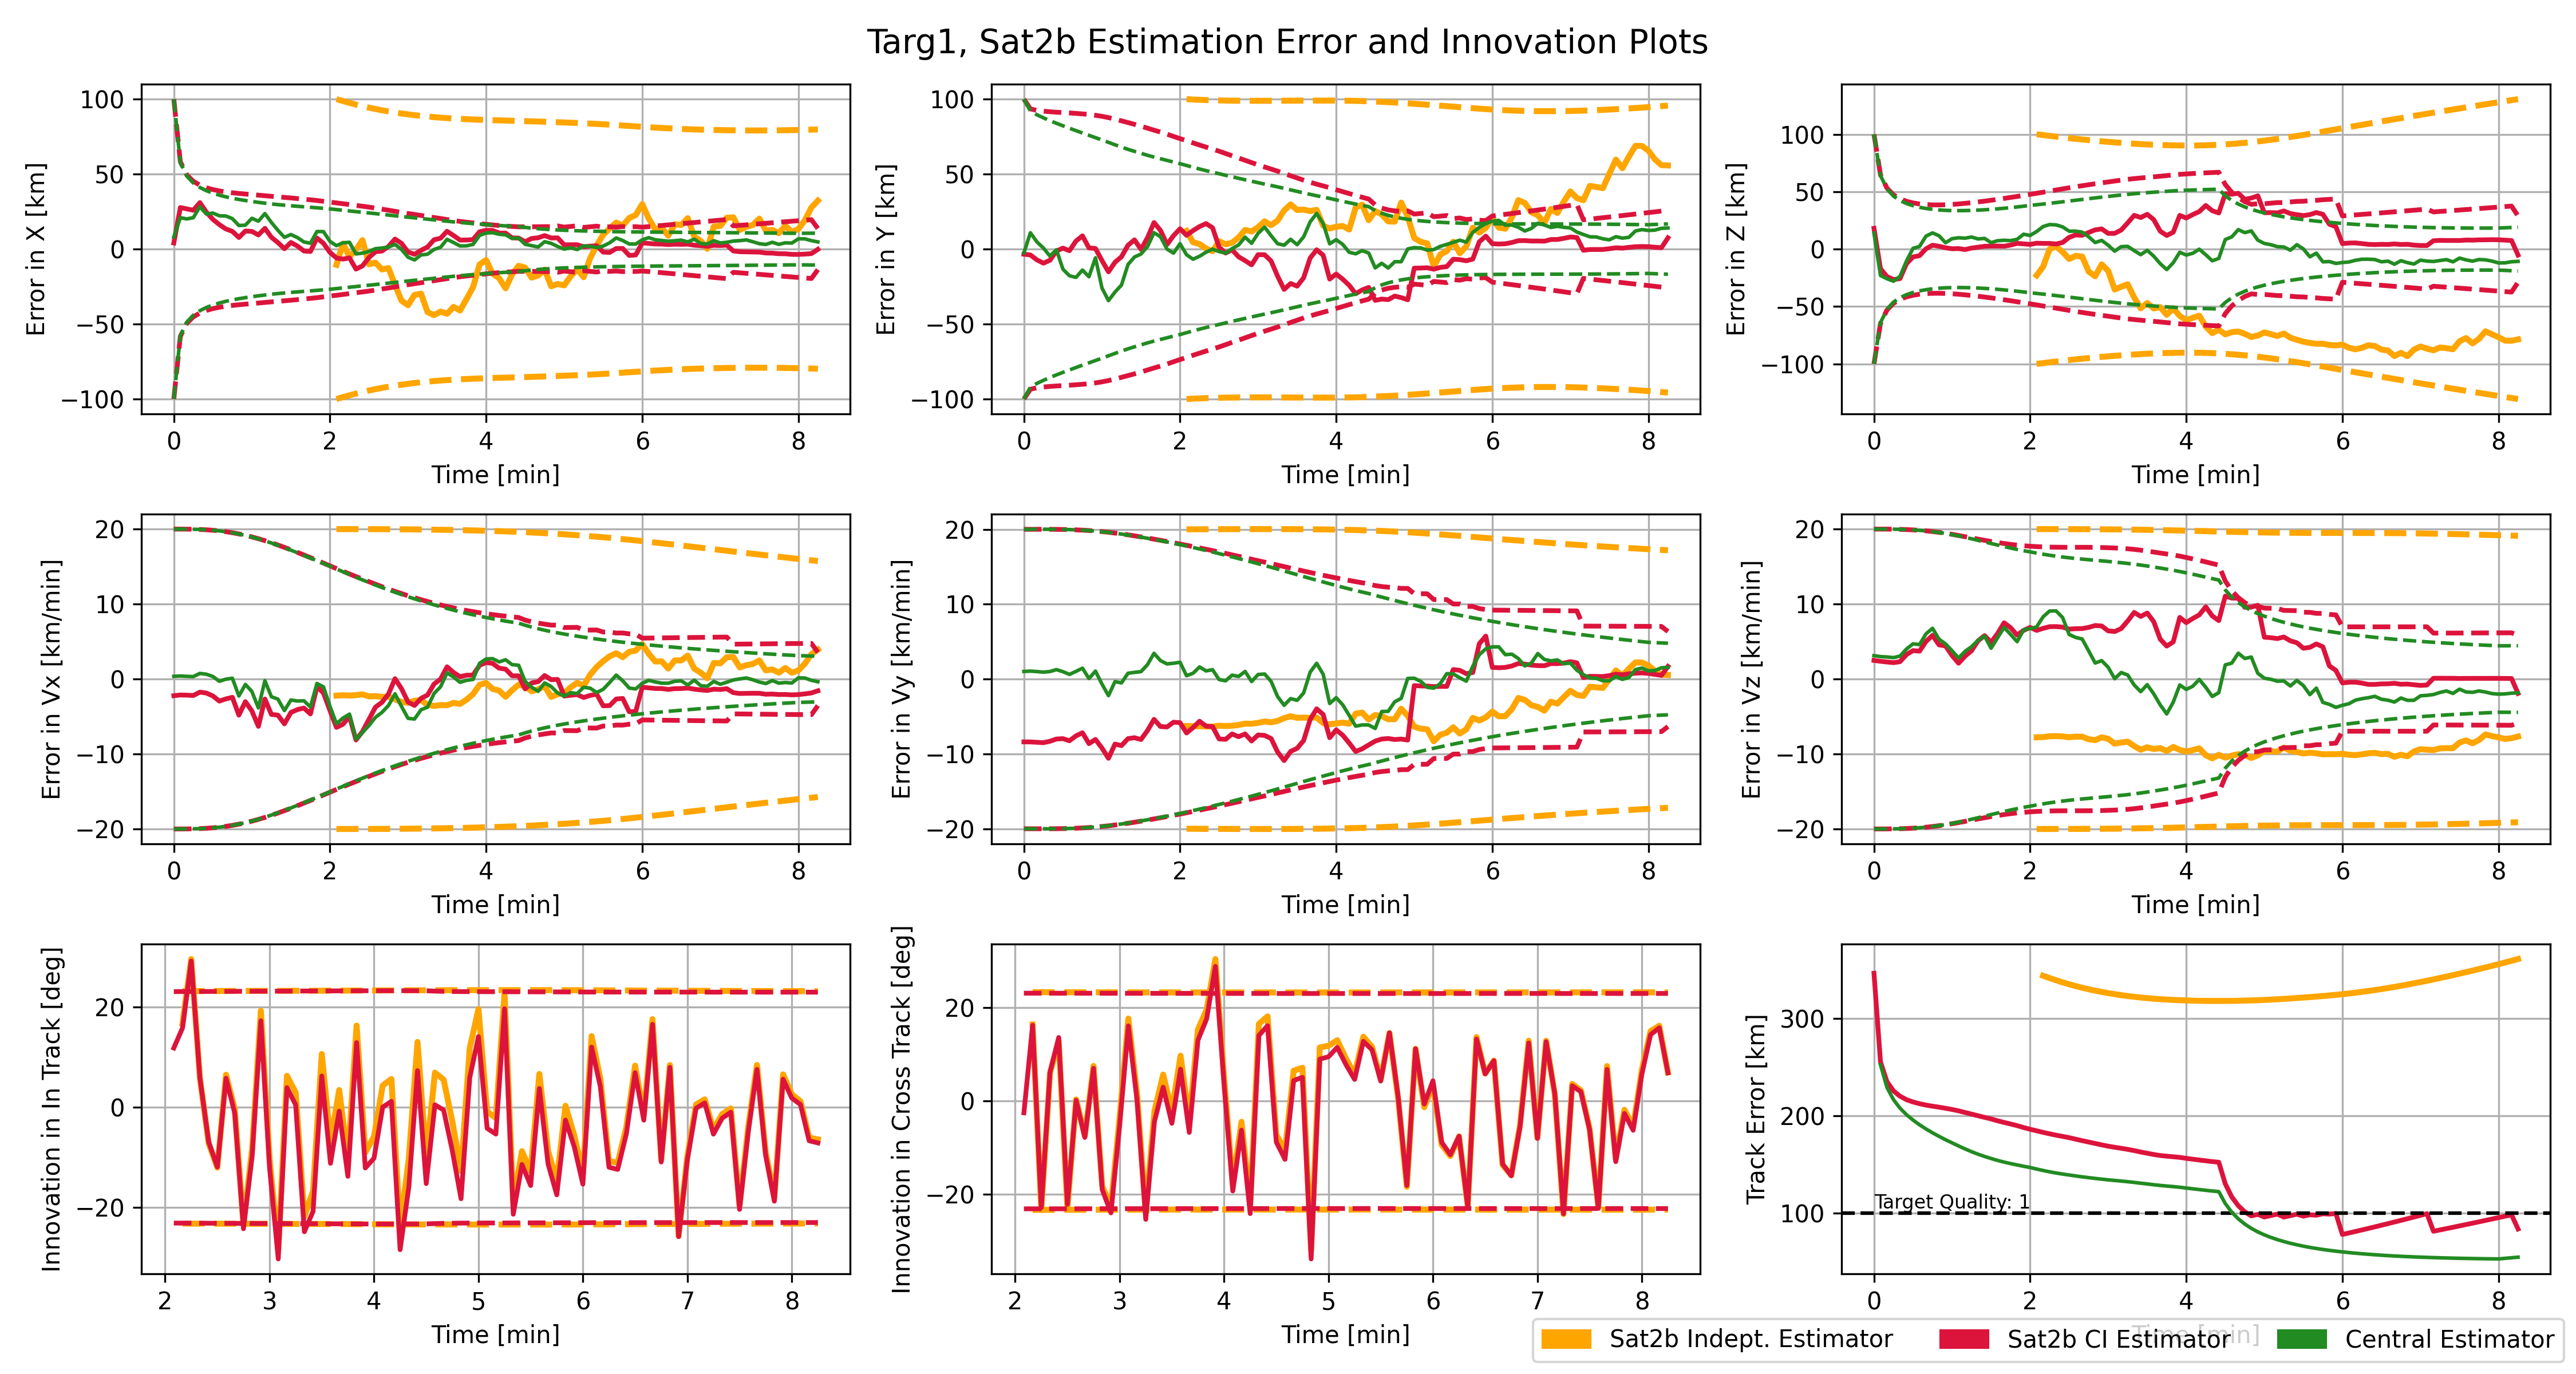 Targ1, Sat2b Estimation Error and Innovation Plots
Error in X [km]
100
50
0
−50
−100
0 2 4 6 8
Time [min]
Error in Y [km]
100
50
0
−50
−100
0 2 4 6 8
Time [min]
Error in Z [km]
100
50
0
−50
−100
0 2 4 6 8
Time [min]
Error in Vx [km/min]
20
10
0
−10
−20
0 2 4 6 8
Time [min]
Error in Vy [km/min]
20
10
0
−10
−20
0 2 4 6 8
Time [min]
Error in Vz [km/min]
20
10
0
−10
−20
0 2 4 6 8
Time [min]
Innovation in In Track [deg]
20
0
−20
2 3 4 5 6 7 8
Time [min]
Innovation in Cross Track [deg]
20
0
−20
2 3 4 5 6 7 8
Time [min]
Track Error [km]
300
200
100
Target Quality: 1
0 2 4 6 8
Time [min]
Sat2b Indept. Estimator Sat2b CI Estimator Central Estimator